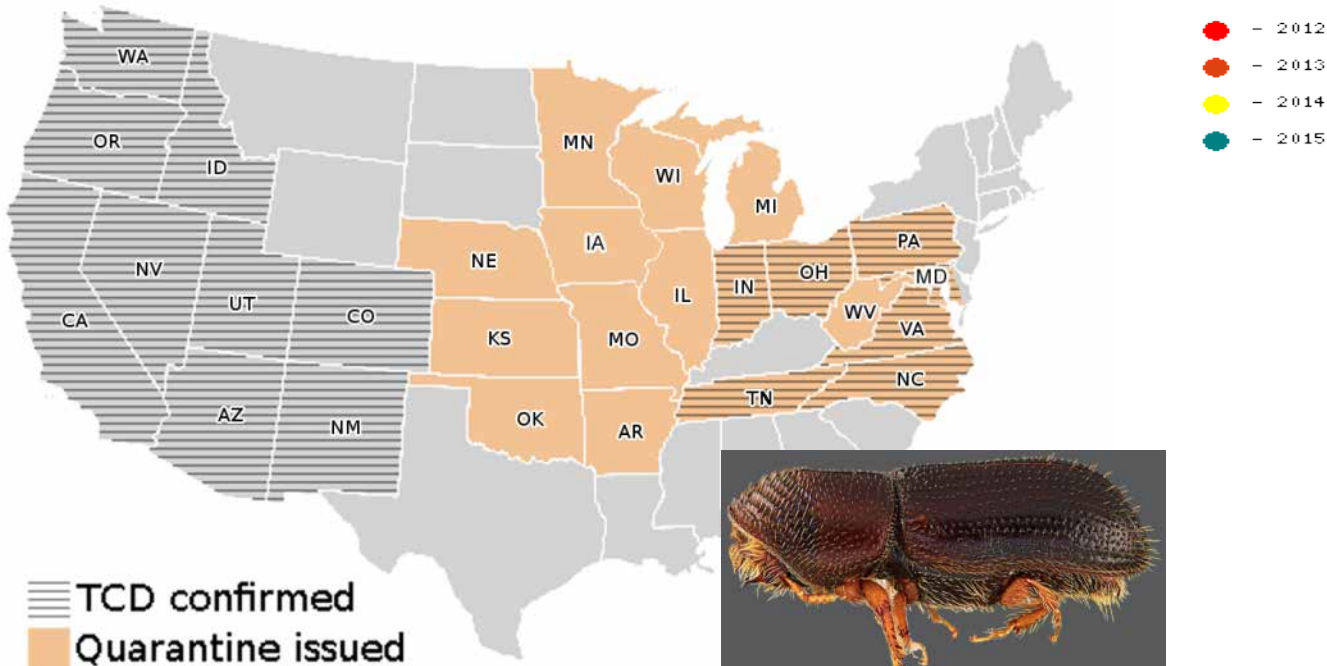 WA
OR
ID
NV
UT
CA
CO
AZ
NM
MN
WI
MI
IA
NE
IL
IN
OH
PA
MD
WV
VA
KS
MO
NC
TN
OK
AR
- 2012
- 2013
- 2014
- 2015
TCD confirmed
Quarantine issued